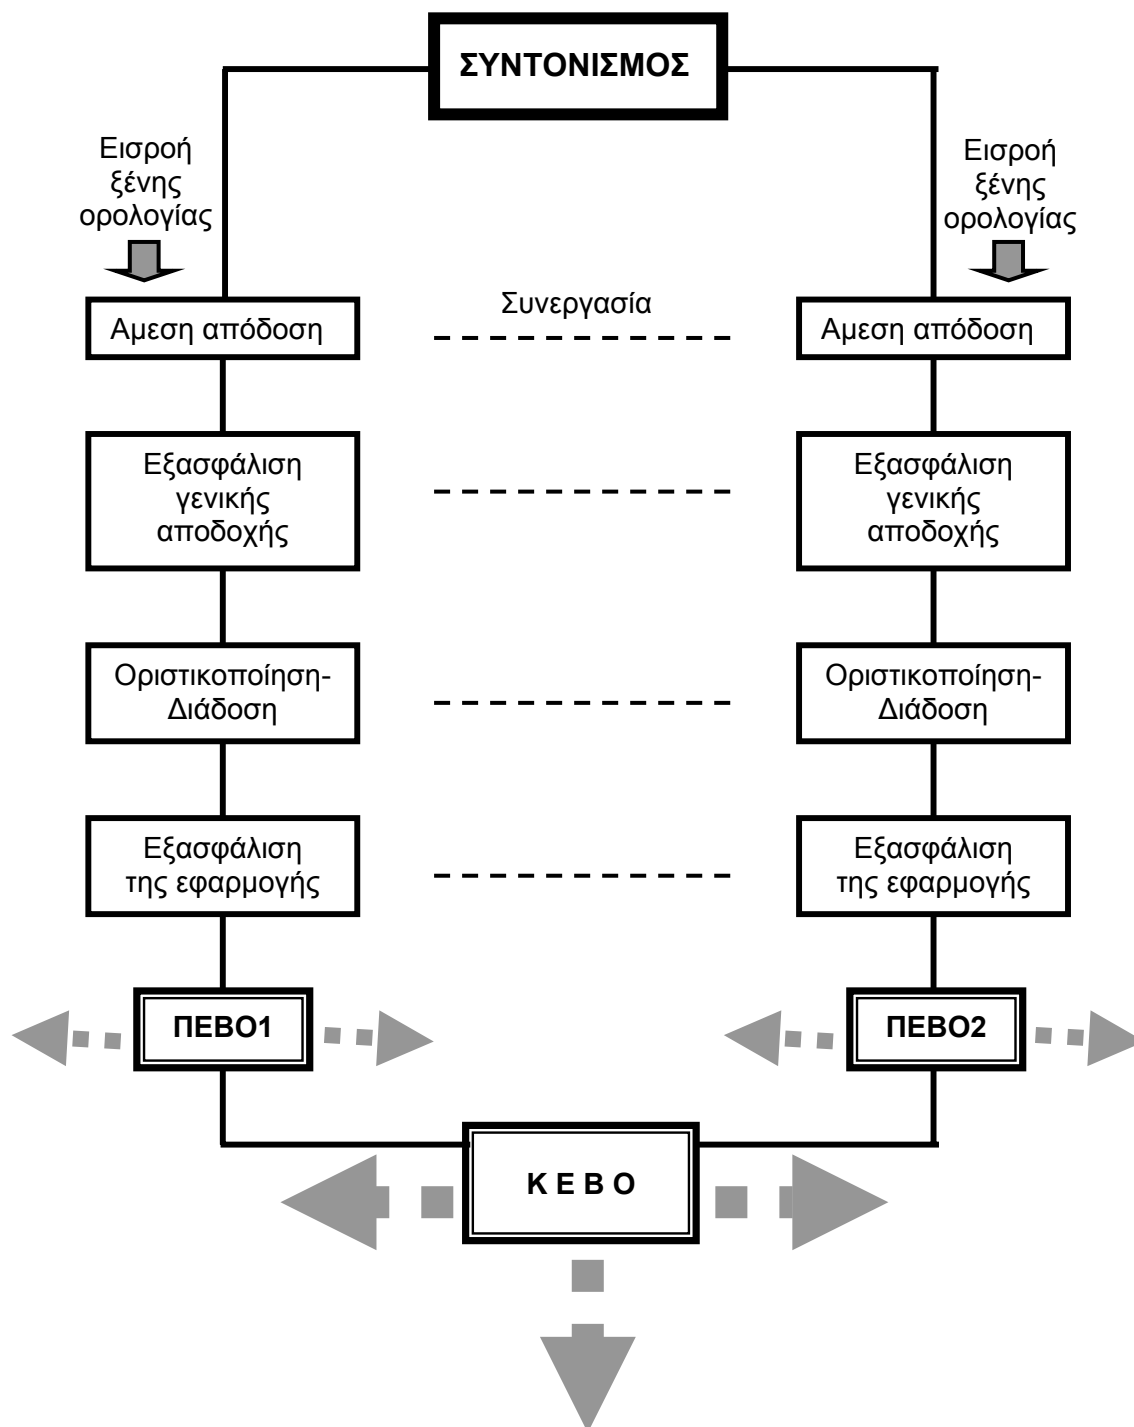 ΣΥΝΤΟΝΙΣΜΟΣ
Εισροή
ξένης
ορολογίας
Εισροή
ξένης
ορολογίας
Αμεση απόδοση
Συνεργασία
Αμεση απόδοση
Εξασφάλιση
γενικής
αποδοχής
Εξασφάλιση
γενικής
αποδοχής
Οριστικοποίηση-
Διάδοση
Οριστικοποίηση-
Διάδοση
Εξασφάλιση
της εφαρμογής
Εξασφάλιση
της εφαρμογής
ΠΕΒΟ1
ΠΕΒΟ2
Κ Ε Β Ο